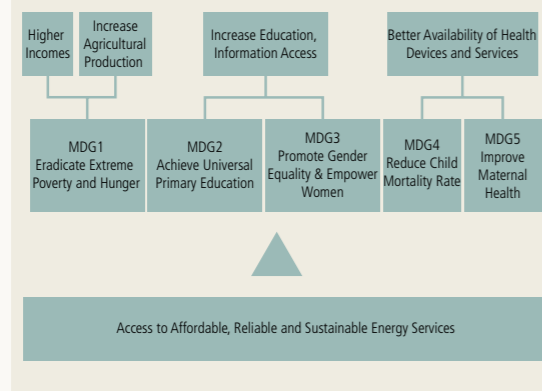 Higher
Incomes
Increase
Agricultural
Production
Increase Education,
Information Access
Better Availability of Health
Devices and Services
MDG1
Eradicate Extreme
Poverty and Hunger
MDG2
Achieve Universal
Primary Education
MDG3
Promote Gender
Equality & Empower
Women
MDG4
Reduce Child
Mortality Rate
MDG5
Improve
Maternal
Health
Access to Affordable, Reliable and Sustainable Energy Services